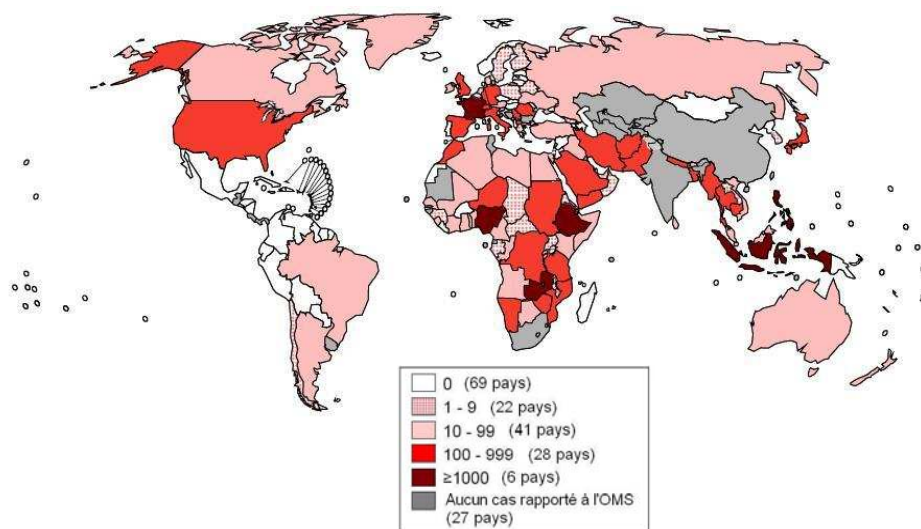 0 (69 pays)
1 - 9 (22 pays)
10 - 99 (41 pays)
100 - 999 (28 pays)
≥1000 (6 pays)
Aucun cas rapporté à l'OMS
(27 pays)